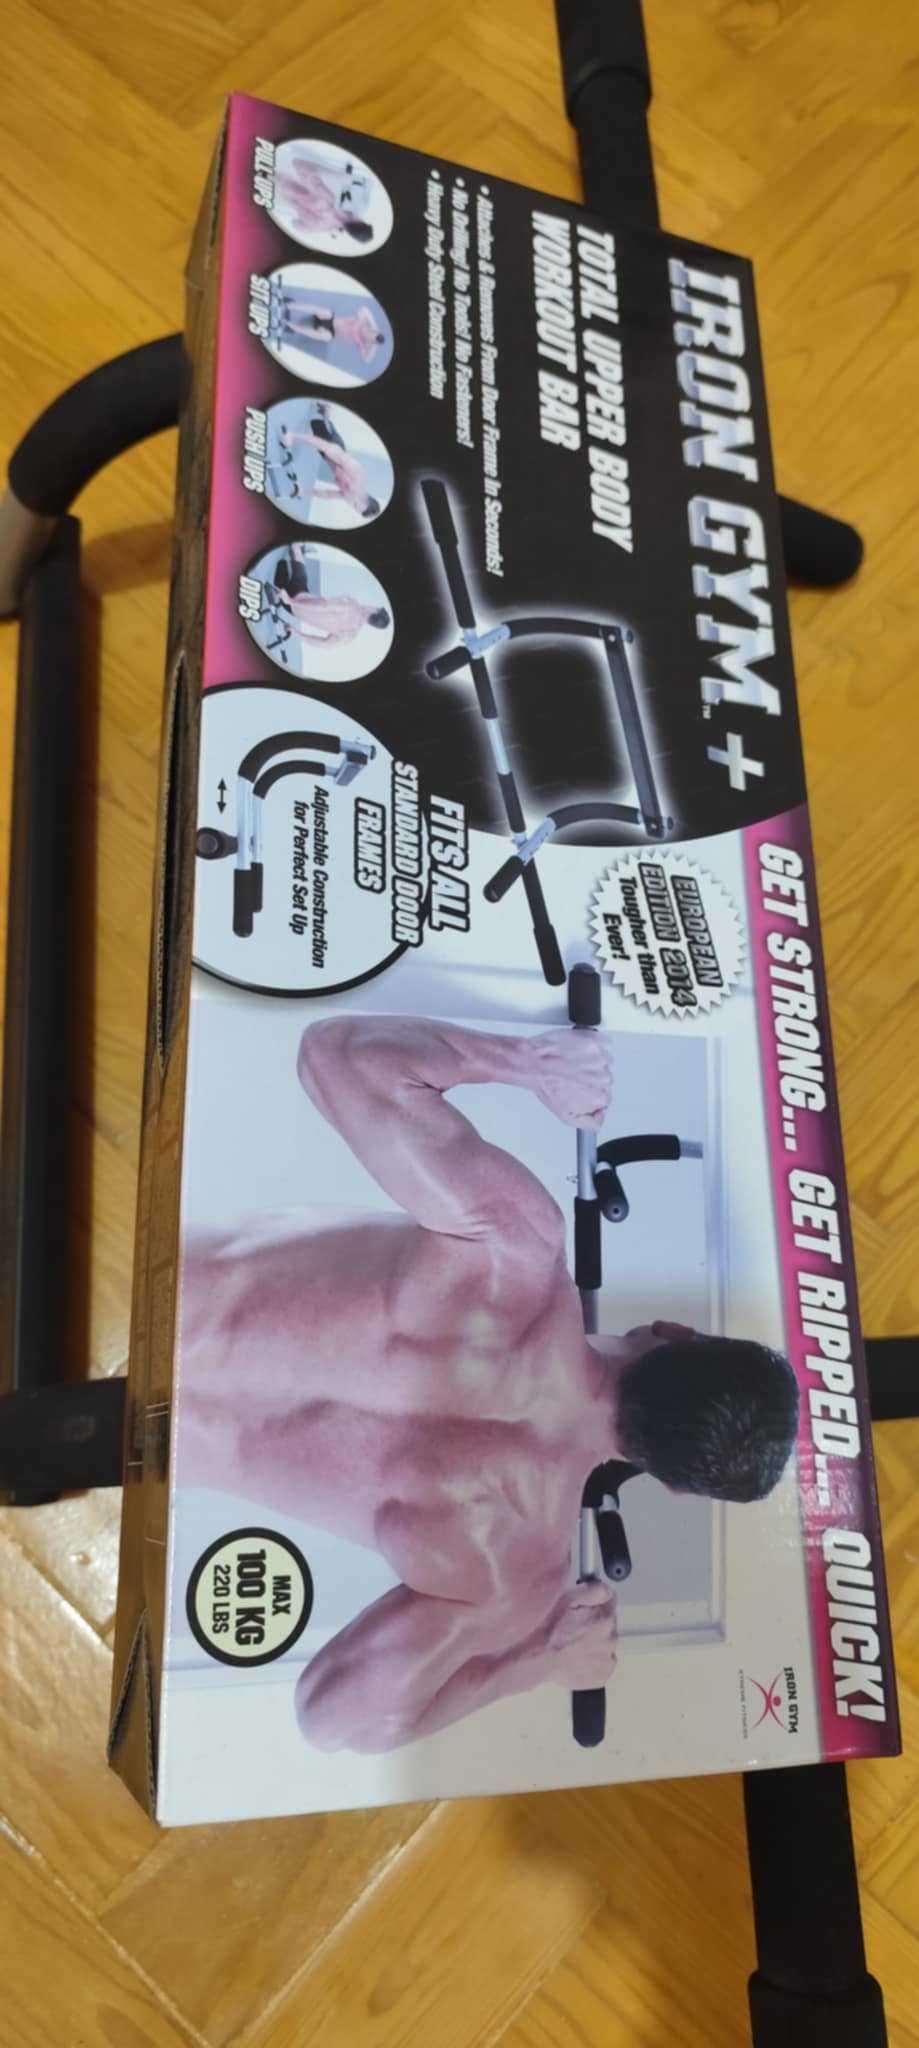 IRON GYM™ +
TOTAL UPPER BODY
WORKOUT BAR
• Attaches & Removes From Door Frame In Seconds!
• No Drilling! No Tools! No Fasteners!
• Heavy Duty Steel Construction
PULL-UPS
SIT-UPS
PUSH UPS
DIPS
FITS ALL
STANDARD DOOR
FRAMES
Adjustable Construction
for Perfect Set Up
EUROPEAN
EDITION 2014
Tougher than
Ever!
GET STRONG... GET RIPPED... QUICK!
MAX
100 KG
220 LBS
IRON GYM
XTREME FITNESS